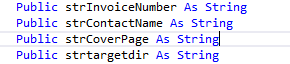 Public strInvoiceNumber As String
Public strContactName As String
Public strCoverPage As String
Public strtargetdir As String